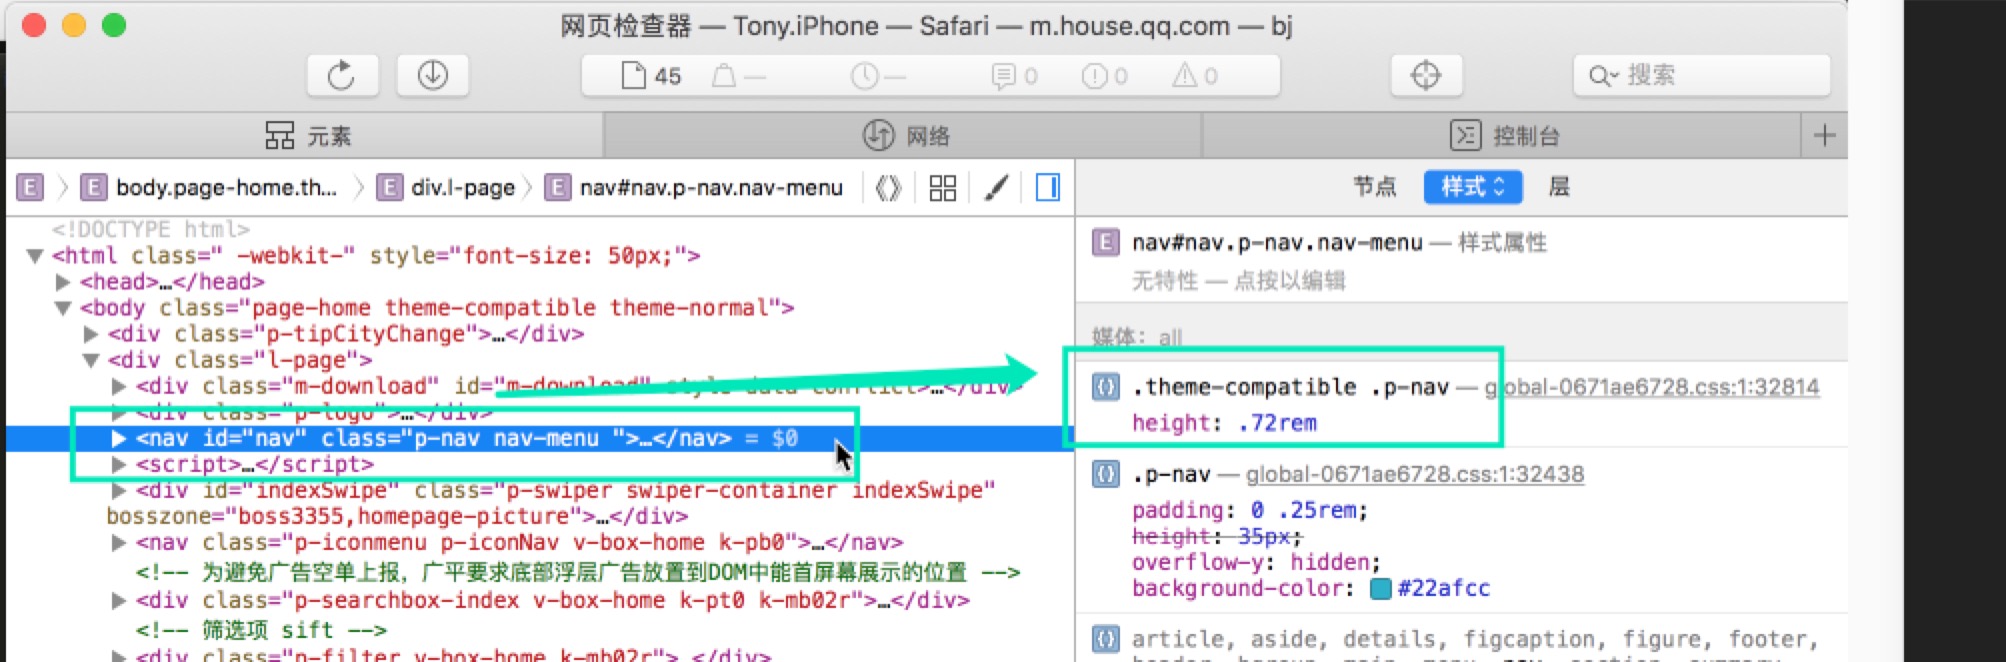 网页检查器 — Tony.iPhone — Safari — m.house.qq.com — bj
45 — — 0 0 0 搜索
元素 网络 控制台 +
E E body.page-home.th... E div.l-page E nav#nav.p-nav.nav-menu 节点 样式 层
<!DOCTYPE html>
<html class=" -webkit-" style="font-size: 50px;">
<head>…</head>
<body class="page-home theme-compatible theme-normal">
<div class="p-tipCityChange">…</div>
<div class="l-page">
<div class="m-download" id="m-download" style data-conflict>…</div>
<div class="p-logo">…</div>
<nav id="nav" class="p-nav nav-menu ">…</nav> = $0
<script>…</script>
<div id="indexSwipe" class="p-swiper swiper-container indexSwipe"
bosszone="boss3355,homepage-picture">…</div>
<nav class="p-iconmenu p-iconNav v-box-home k-pb0">…</nav>
<!-- 为避免广告空单上报，广平要求底部浮层广告放置到DOM中能首屏幕展示的位置 -->
<div class="p-searchbox-index v-box-home k-pt0 k-mb02r">…</div>
<!-- 筛选项 sift -->
<div class="p-filter v-box-home k-mb02r">…</div>
E nav#nav.p-nav.nav-menu — 样式属性
无特性 — 点按以编辑
媒体：all
{} .theme-compatible .p-nav — global-0671ae6728.css:1:32814
height: .72rem
{} .p-nav — global-0671ae6728.css:1:32438
padding: 0 .25rem;
height: 35px;
overflow-y: hidden;
background-color: #22afcc
{} article, aside, details, figcaption, figure, footer,
header, hgroup, main, menu, nav, section, summary